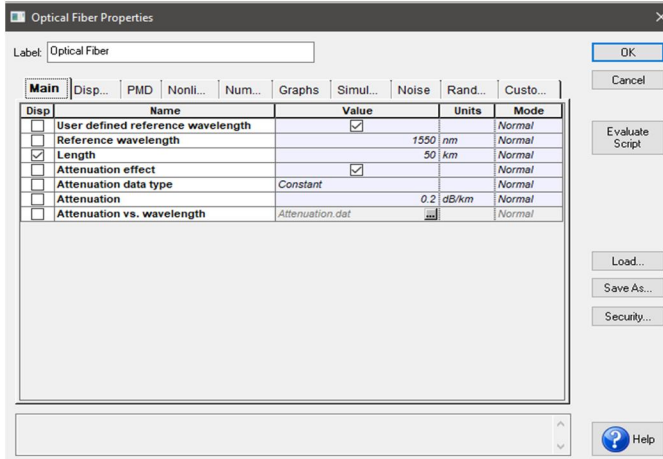 Optical Fiber Properties
Label: Optical Fiber
OK
Cancel
Evaluate Script
Load...
Save As...
Security...
Help
Main Disp... PMD Nonli... Num... Graphs Simul... Noise Rand... Custo...
Disp Name Value Units Mode
User defined reference wavelength Normal
Reference wavelength 1550 nm Normal
Length 50 km Normal
Attenuation effect Normal
Attenuation data type Constant Normal
Attenuation 0.2 dB/km Normal
Attenuation vs. wavelength Attenuation.dat ... Normal